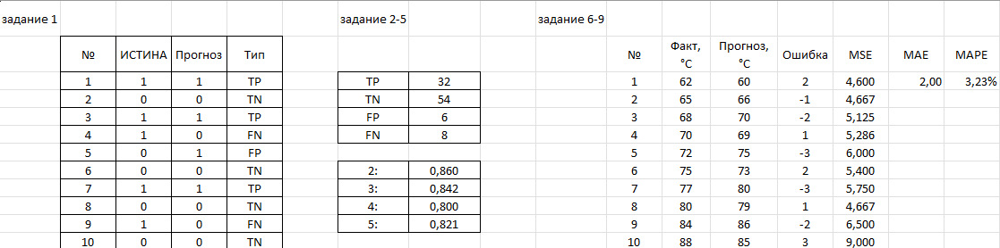 задание 1 задание 2-5 задание 6-9
№ ИСТИНА Прогноз Тип № Факт, °C Прогноз, °C Ошибка MSE MAE MAPE
1 1 1 TP TP 32 1 62 60 2 4,600 2,00 3,23%
2 0 0 TN TN 54 2 65 66 -1 4,667
3 1 1 TP FP 6 3 68 70 -2 5,125
4 1 0 FN FN 8 4 70 69 1 5,286
5 0 1 FP 5 72 75 -3 6,000
6 0 0 TN 2: 0,860 6 75 73 2 5,400
7 1 1 TP 3: 0,842 7 77 80 -3 5,750
8 0 0 TN 4: 0,800 8 80 79 1 4,667
9 1 0 FN 5: 0,821 9 84 86 -2 6,500
10 0 0 TN 10 88 85 3 9,000